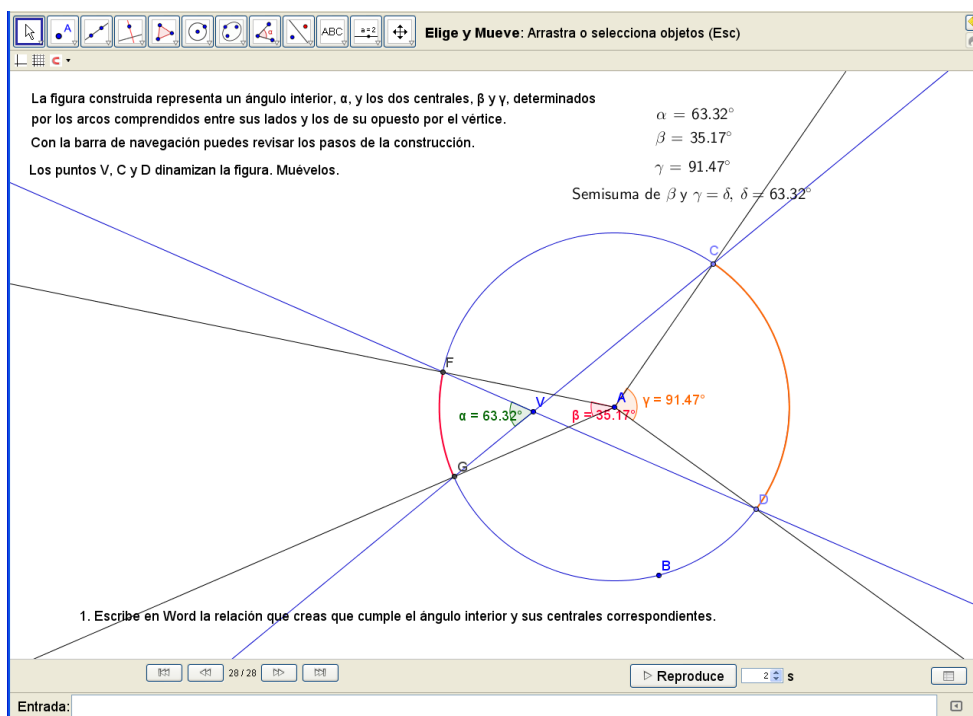 A
ABC
a=2
Elige y Mueve: Arrastra o selecciona objetos (Esc)
La figura construida representa un ángulo interior, α, y los dos centrales, β y γ, determinados
por los arcos comprendidos entre sus lados y los de su opuesto por el vértice.
Con la barra de navegación puedes revisar los pasos de la construcción.
Los puntos V, C y D dinamizan la figura. Muévelos.
α = 63.32°
β = 35.17°
γ = 91.47°
Semisuma de β y γ = δ, δ = 63.32°
C
F
V
A
α = 63.32°
β = 35.17°
γ = 91.47°
G
D
B
1. Escribe en Word la relación que creas que cumple el ángulo interior y sus centrales correspondientes.
28 / 28
Reproduce
2
s
Entrada: